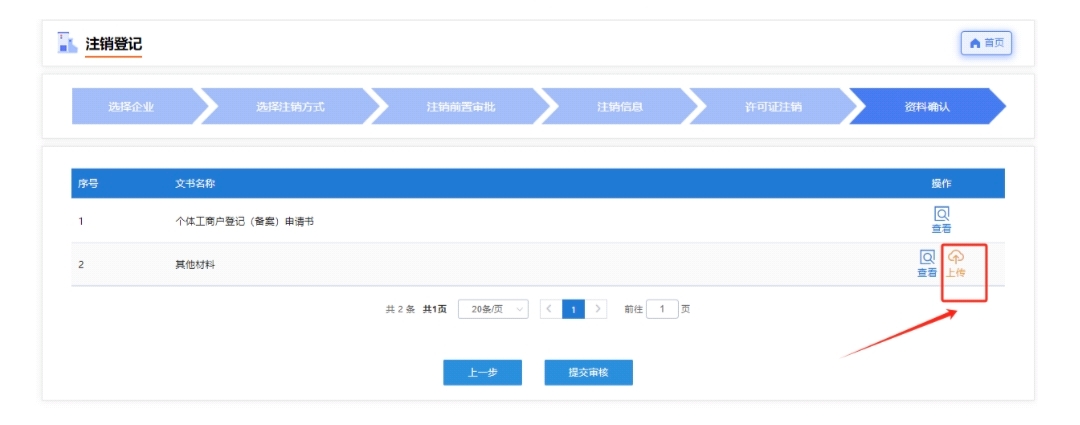 注销登记
首页
选择企业 选择注销方式 注销前置审批 注销信息 许可证注销 资料确认
序号 文书名称 操作
1 个体工商户登记（备案）申请书 查看
2 其他材料 查看 上传
共 2 条 共1页 20条/页 1 前往 1 页
上一步 提交审核